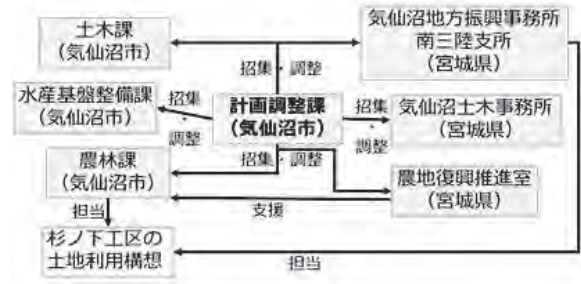 土木課
(気仙沼市)
気仙沼地方振興事務所
南三陸支所
(宮城県)
招集・調整
水産基盤整備課
(気仙沼市)
招集
・
調整
計画調整課
(気仙沼市)
招集
・
調整
気仙沼土木事務所
(宮城県)
招集・調整
農林課
(気仙沼市)
農地復興推進室
(宮城県)
担当
支援
杉ノ下工区の
土地利用構想
担当